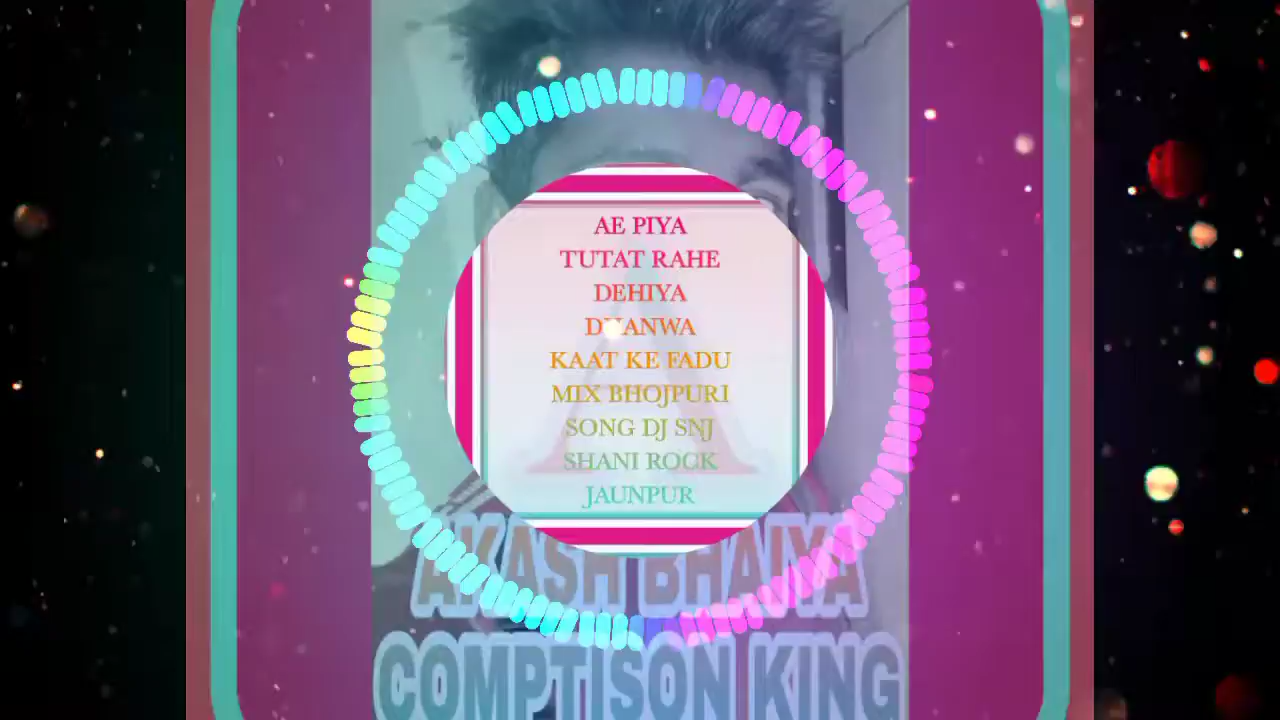 AE PIYA
TUTAT RAHE
DEHIYA
DHANWA
KAAT KE FADU
MIX BHOJPURI
SONG DJ SNJ
SHANI ROCK
JAUNPUR
AKASH BHAIYA
COMPTISON KING